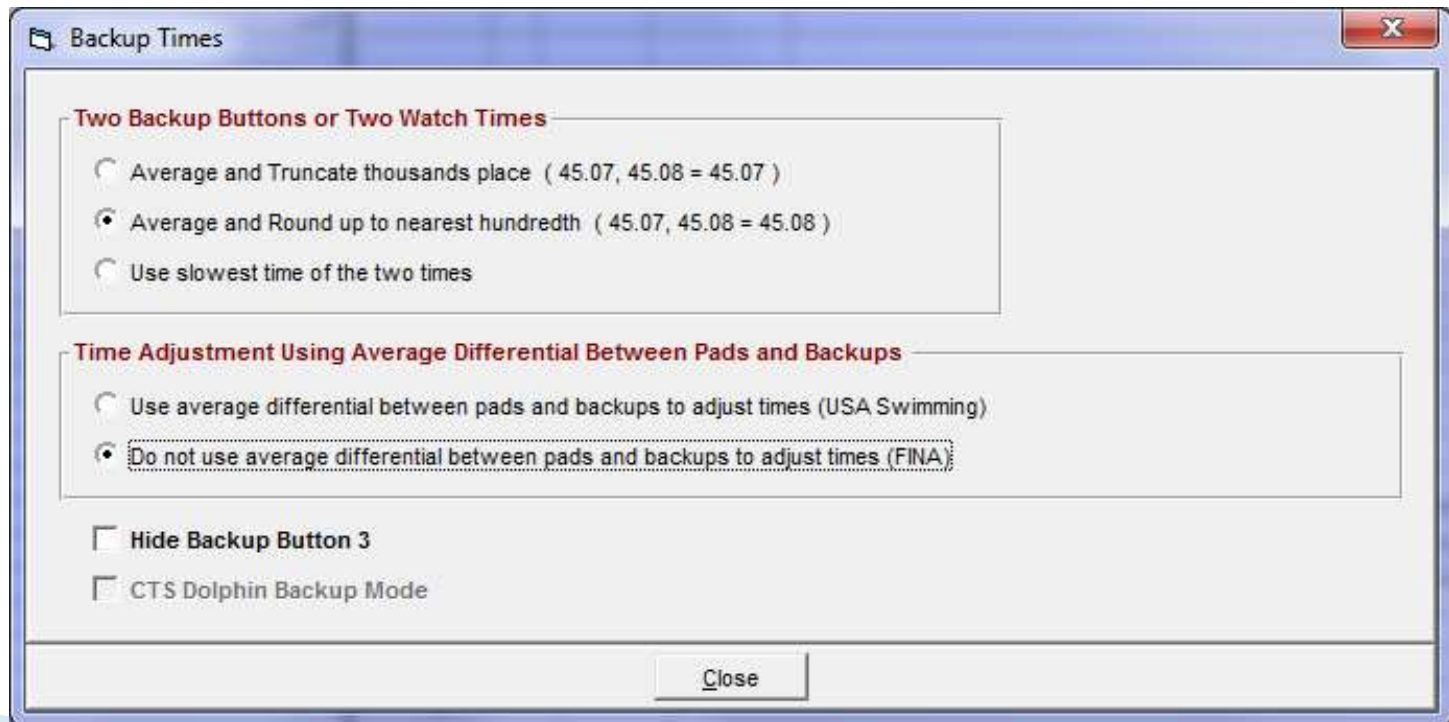 Backup Times
Two Backup Buttons or Two Watch Times
Average and Truncate thousands place ( 45.07, 45.08 = 45.07 )
Average and Round up to nearest hundredth ( 45.07, 45.08 = 45.08 )
Use slowest time of the two times
Time Adjustment Using Average Differential Between Pads and Backups
Use average differential between pads and backups to adjust times (USA Swimming)
Do not use average differential between pads and backups to adjust times (FINA)
Hide Backup Button 3
CTS Dolphin Backup Mode
Close